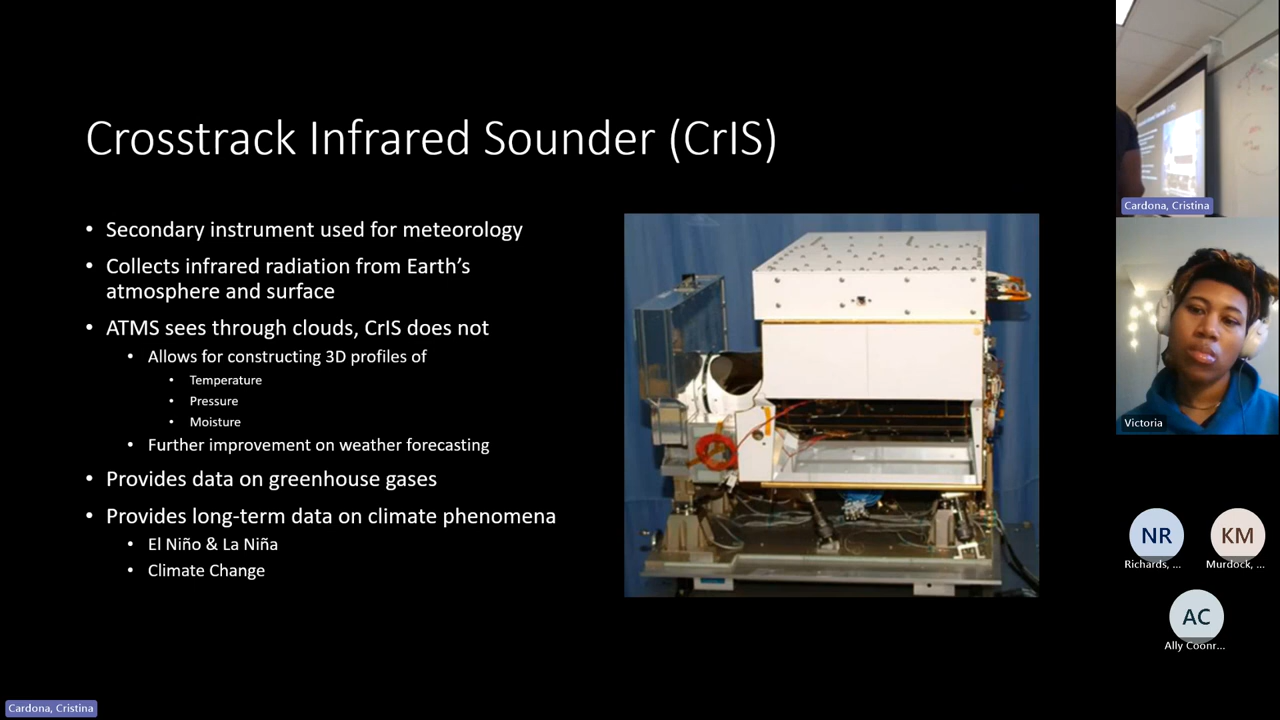 Crosstrack Infrared Sounder (CrIS)
Secondary instrument used for meteorology
Collects infrared radiation from Earth's
atmosphere and surface
ATMS sees through clouds, CrIS does not
Allows for constructing 3D profiles of
Temperature
Pressure
Moisture
Further improvement on weather forecasting
Provides data on greenhouse gases
Provides long-term data on climate phenomena
El Niño & La Niña
Climate Change
Cardona, Cristina
Victoria
NR
KM
Richards, ...
Murdock, ...
AC
Ally Coonr...
Cardona, Cristina